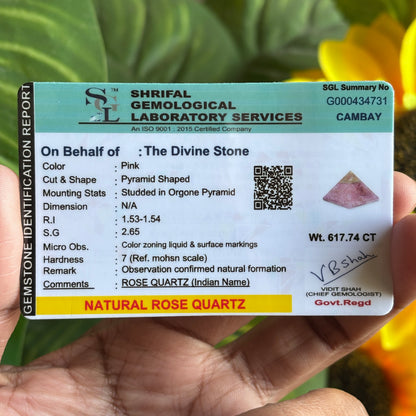 GEMSTONE IDENTIFICATION REPORT
SGL ™
SHRIFAL
GEMOLOGICAL
LABORATORY SERVICES
An ISO 9001 : 2015 Certified Company
SGL Summary No
G000434731
CAMBAY
On Behalf of : The Divine Stone
Color : Pink
Cut & Shape : Pyramid Shaped
Mounting Stats : Studded in Orgone Pyramid
Dimension : N/A
R.I : 1.53-1.54
S.G : 2.65
Micro Obs. : Color zoning liquid & surface markings
Hardness : 7 (Ref. mohsn scale)
Remark : Observation confirmed natural formation
Comments : ROSE QUARTZ (Indian Name)
NATURAL ROSE QUARTZ
Wt. 617.74 CT
VBshah
VIDIT SHAH
(CHIEF GEMOLOGIST)
Govt.Regd